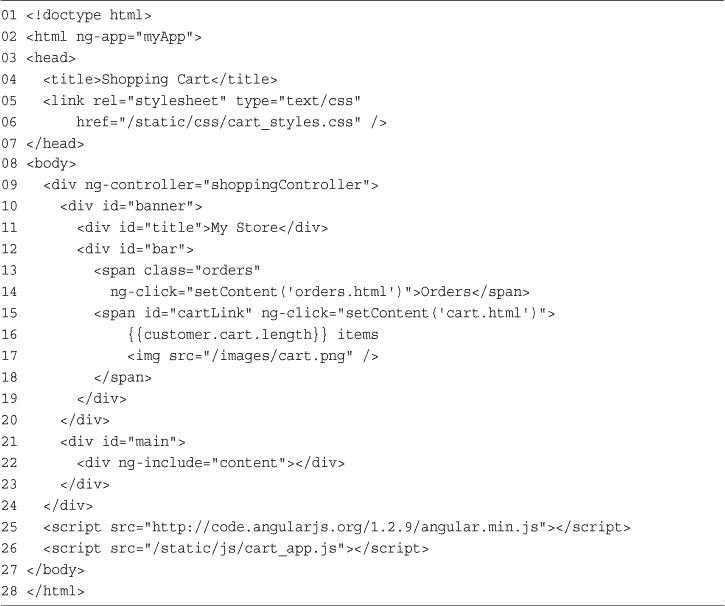 01 <!doctype html>
02 <html ng-app="myApp">
03 <head>
04   <title>Shopping Cart</title>
05   <link rel="stylesheet" type="text/css"
06       href="/static/css/cart_styles.css" />
07 </head>
08 <body>
09   <div ng-controller="shoppingController">
10     <div id="banner">
11       <div id="title">My Store</div>
12       <div id="bar">
13         <span class="orders"
14           ng-click="setContent('orders.html')">Orders</span>
15         <span id="cartLink" ng-click="setContent('cart.html')">
16             {{customer.cart.length}} items
17             <img src="/images/cart.png" />
18         </span>
19       </div>
20     </div>
21     <div id="main">
22       <div ng-include="content"></div>
23     </div>
24   </div>
25   <script src="http://code.angularjs.org/1.2.9/angular.min.js"></script>
26   <script src="/static/js/cart_app.js"></script>
27 </body>
28 </html>